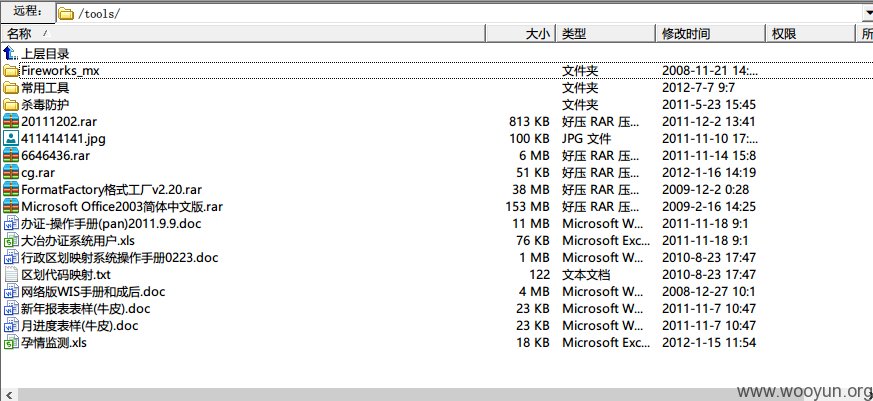 远程: /tools/
名称 大小 类型 修改时间 权限 所
上层目录
Fireworks_mx 文件夹 2008-11-21 14:...
常用工具 文件夹 2012-7-7 9:7
杀毒防护 文件夹 2011-5-23 15:45
20111202.rar 813 KB 好压 RAR 压... 2011-12-2 13:41
411414141.jpg 100 KB JPG 文件 2011-11-10 17:...
6646436.rar 6 MB 好压 RAR 压... 2011-11-14 15:8
cg.rar 51 KB 好压 RAR 压... 2012-1-16 14:19
FormatFactory格式工厂v2.20.rar 38 MB 好压 RAR 压... 2009-12-2 0:28
Microsoft Office2003简体中文版.rar 153 MB 好压 RAR 压... 2009-2-16 14:25
办证-操作手册(pan)2011.9.9.doc 11 MB Microsoft W... 2011-11-18 9:1
大冶办证系统用户.xls 76 KB Microsoft Exc... 2011-11-18 9:1
行政区划映射系统操作手册0223.doc 1 MB Microsoft W... 2010-8-23 17:47
区划代码映射.txt 122 文本文档 2010-8-23 17:47
网络版WIS手册和成后.doc 4 MB Microsoft W... 2008-12-27 10:1
新年报表表样(牛皮).doc 23 KB Microsoft W... 2011-11-7 10:47
月进度表样(牛皮).doc 23 KB Microsoft W... 2011-11-7 10:47
孕情监测.xls 18 KB Microsoft Exc... 2012-1-15 11:54
www.wooyun.org